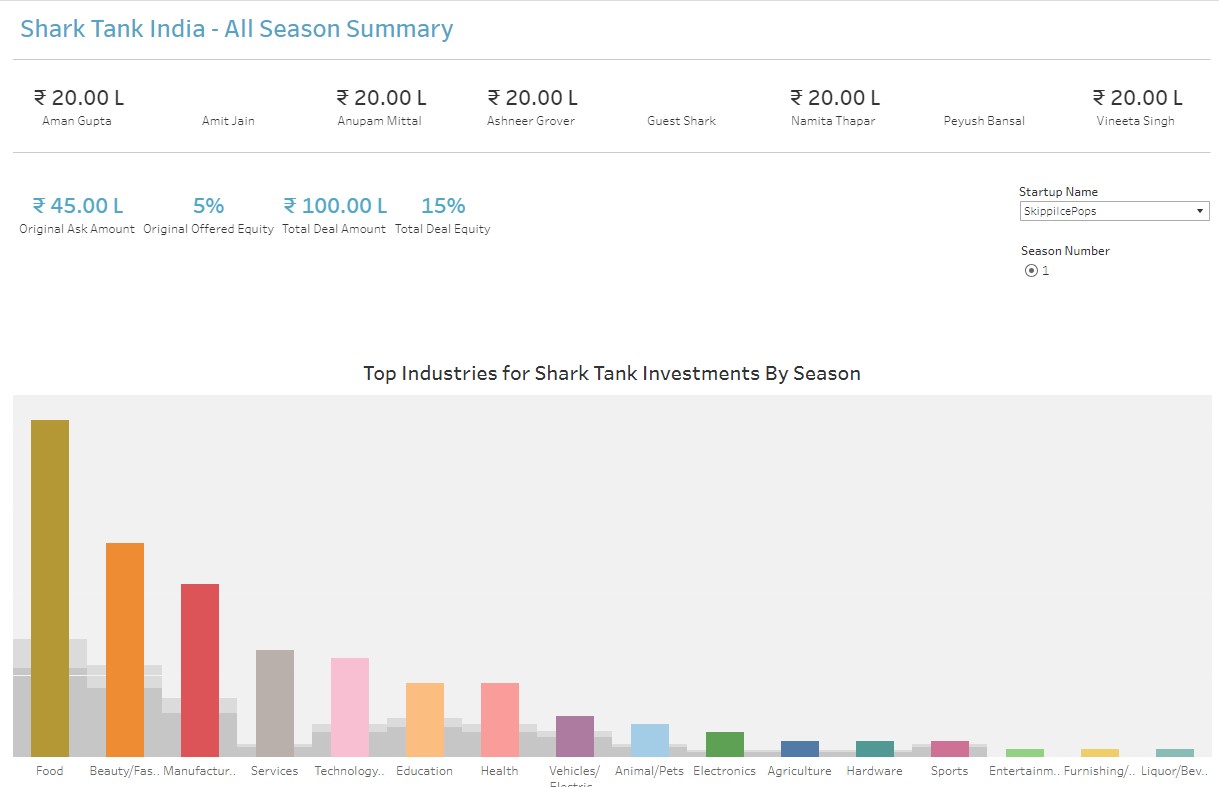 Shark Tank India - All Season Summary
₹ 20.00 L ₹ 20.00 L ₹ 20.00 L ₹ 20.00 L ₹ 20.00 L
Aman Gupta Amit Jain Anupam Mittal Ashneer Grover Guest Shark Namita Thapar Peyush Bansal Vineeta Singh
₹ 45.00 L 5% ₹ 100.00 L 15%
Original Ask Amount Original Offered Equity Total Deal Amount Total Deal Equity
Startup Name
SkippiIcePops
Season Number
1
Top Industries for Shark Tank Investments By Season
Food Beauty/Fas.. Manufactur.. Services Technology.. Education Health Vehicles/ Animal/Pets Electronics Agriculture Hardware Sports Entertainm.. Furnishing/.. Liquor/Bev..
Electric